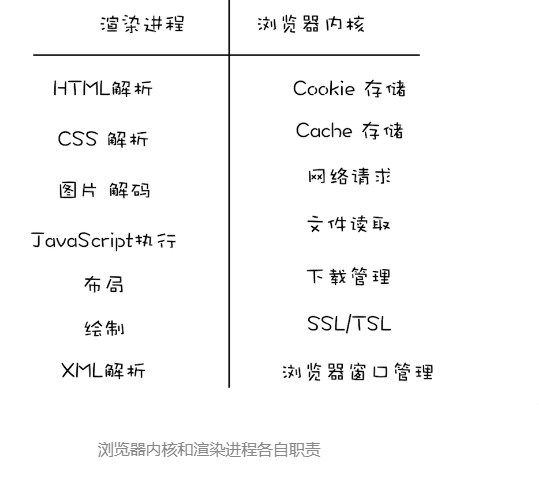 渲染进程 浏览器内核
HTML解析 Cookie 存储
CSS 解析 Cache 存储
图片 解码 网络请求
JavaScript执行 文件读取
布局 下载管理
绘制 SSL/TSL
XML解析 浏览器窗口管理
浏览器内核和渲染进程各自职责